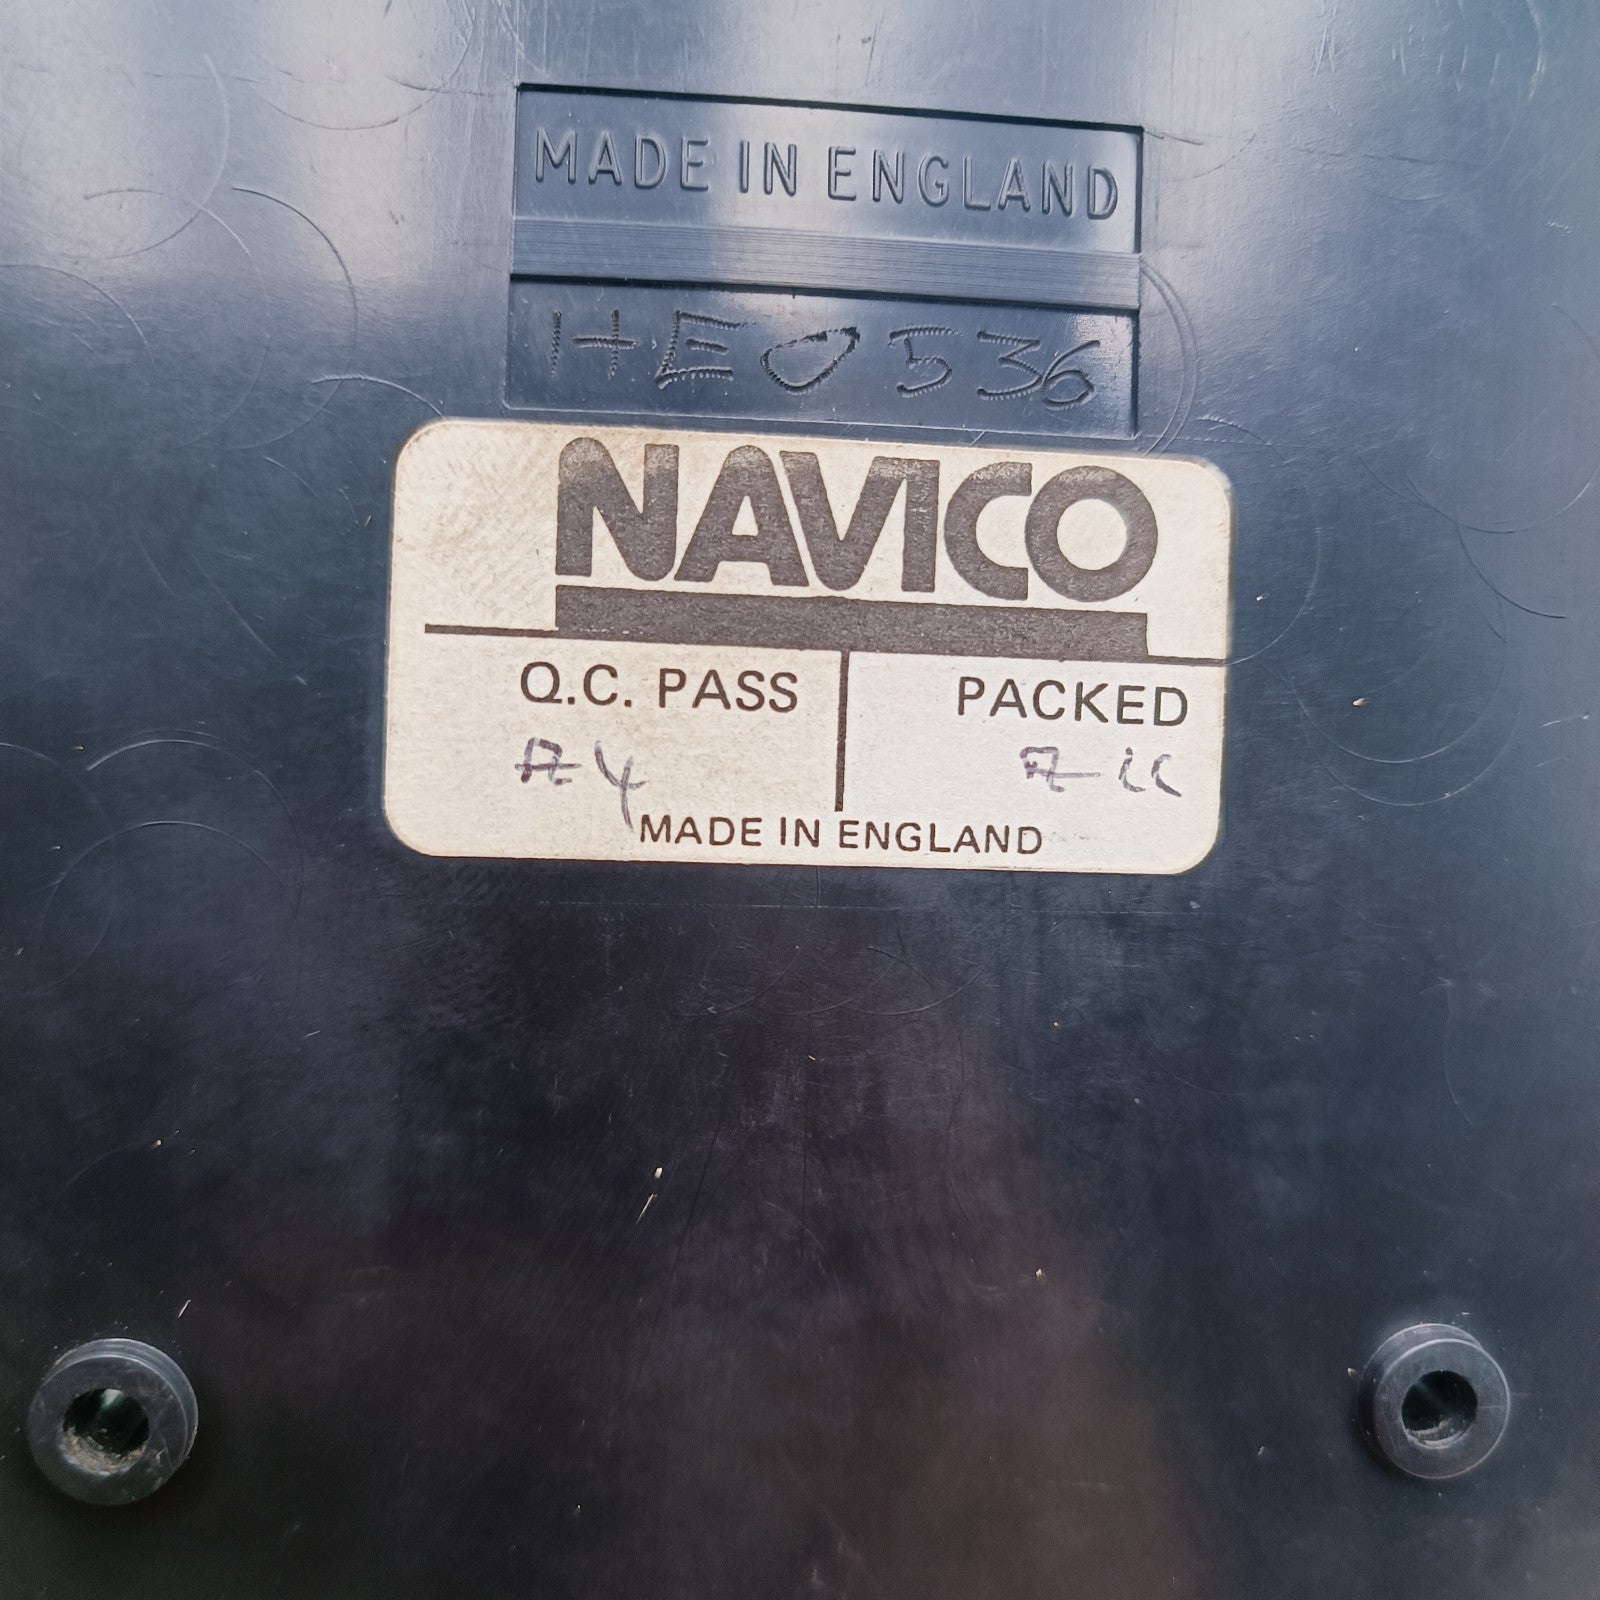 MADE IN ENGLAND
HE0536
NAVICO
Q.C. PASS
PACKED
MADE IN ENGLAND